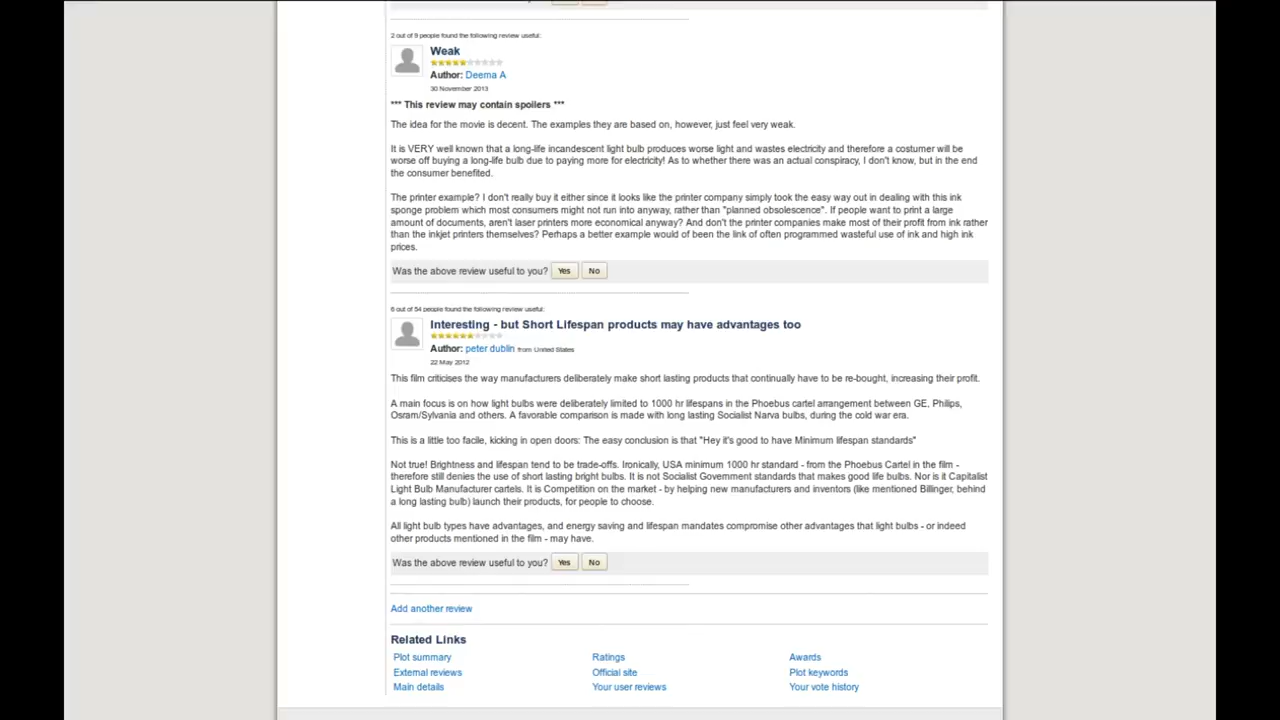 2 out of 9 people found the following review useful:
Weak
Author: Deema A
30 November 2013
*** This review may contain spoilers ***
The idea for the movie is decent. The examples they are based on, however, just feel very weak.
It is VERY well known that a long-life incandescent light bulb produces worse light and wastes electricity and therefore a costumer will be
worse off buying a long-life bulb due to paying more for electricity! As to whether there was an actual conspiracy, I don't know, but in the end
the consumer benefited.
The printer example? I don't really buy it either since it looks like the printer company simply took the easy way out in dealing with this ink
sponge problem which most consumers might not run into anyway, rather than "planned obsolescence". If people want to print a large
amount of documents, aren't laser printers more economical anyway? And don't the printer companies make most of their profit from ink rather
than the inkjet printers themselves? Perhaps a better example would of been the link of often programmed wasteful use of ink and high ink
prices.
Was the above review useful to you? Yes No
6 out of 54 people found the following review useful:
Interesting - but Short Lifespan products may have advantages too
Author: peter dublin from United States
22 May 2012
This film criticises the way manufacturers deliberately make short lasting products that continually have to be re-bought, increasing their profit.
A main focus is on how light bulbs were deliberately limited to 1000 hr lifespans in the Phoebus cartel arrangement between GE, Philips,
Osram/Sylvania and others. A favorable comparison is made with long lasting Socialist Narva bulbs, during the cold war era.
This is a little too facile, kicking in open doors: The easy conclusion is that "Hey it's good to have Minimum lifespan standards"
Not true! Brightness and lifespan tend to be trade-offs. Ironically, USA minimum 1000 hr standard - from the Phoebus Cartel in the film -
therefore still denies the use of short lasting bright bulbs. It is not Socialist Government standards that makes good life bulbs. Nor is it Capitalist
Light Bulb Manufacturer cartels. It is Competition on the market - by helping new manufacturers and inventors (like mentioned Billinger, behind
a long lasting bulb) launch their products, for people to choose.
All light bulb types have advantages, and energy saving and lifespan mandates compromise other advantages that light bulbs - or indeed
other products mentioned in the film - may have.
Was the above review useful to you? Yes No
Add another review
Related Links
Plot summary Ratings Awards
External reviews Official site Plot keywords
Main details Your user reviews Your vote history